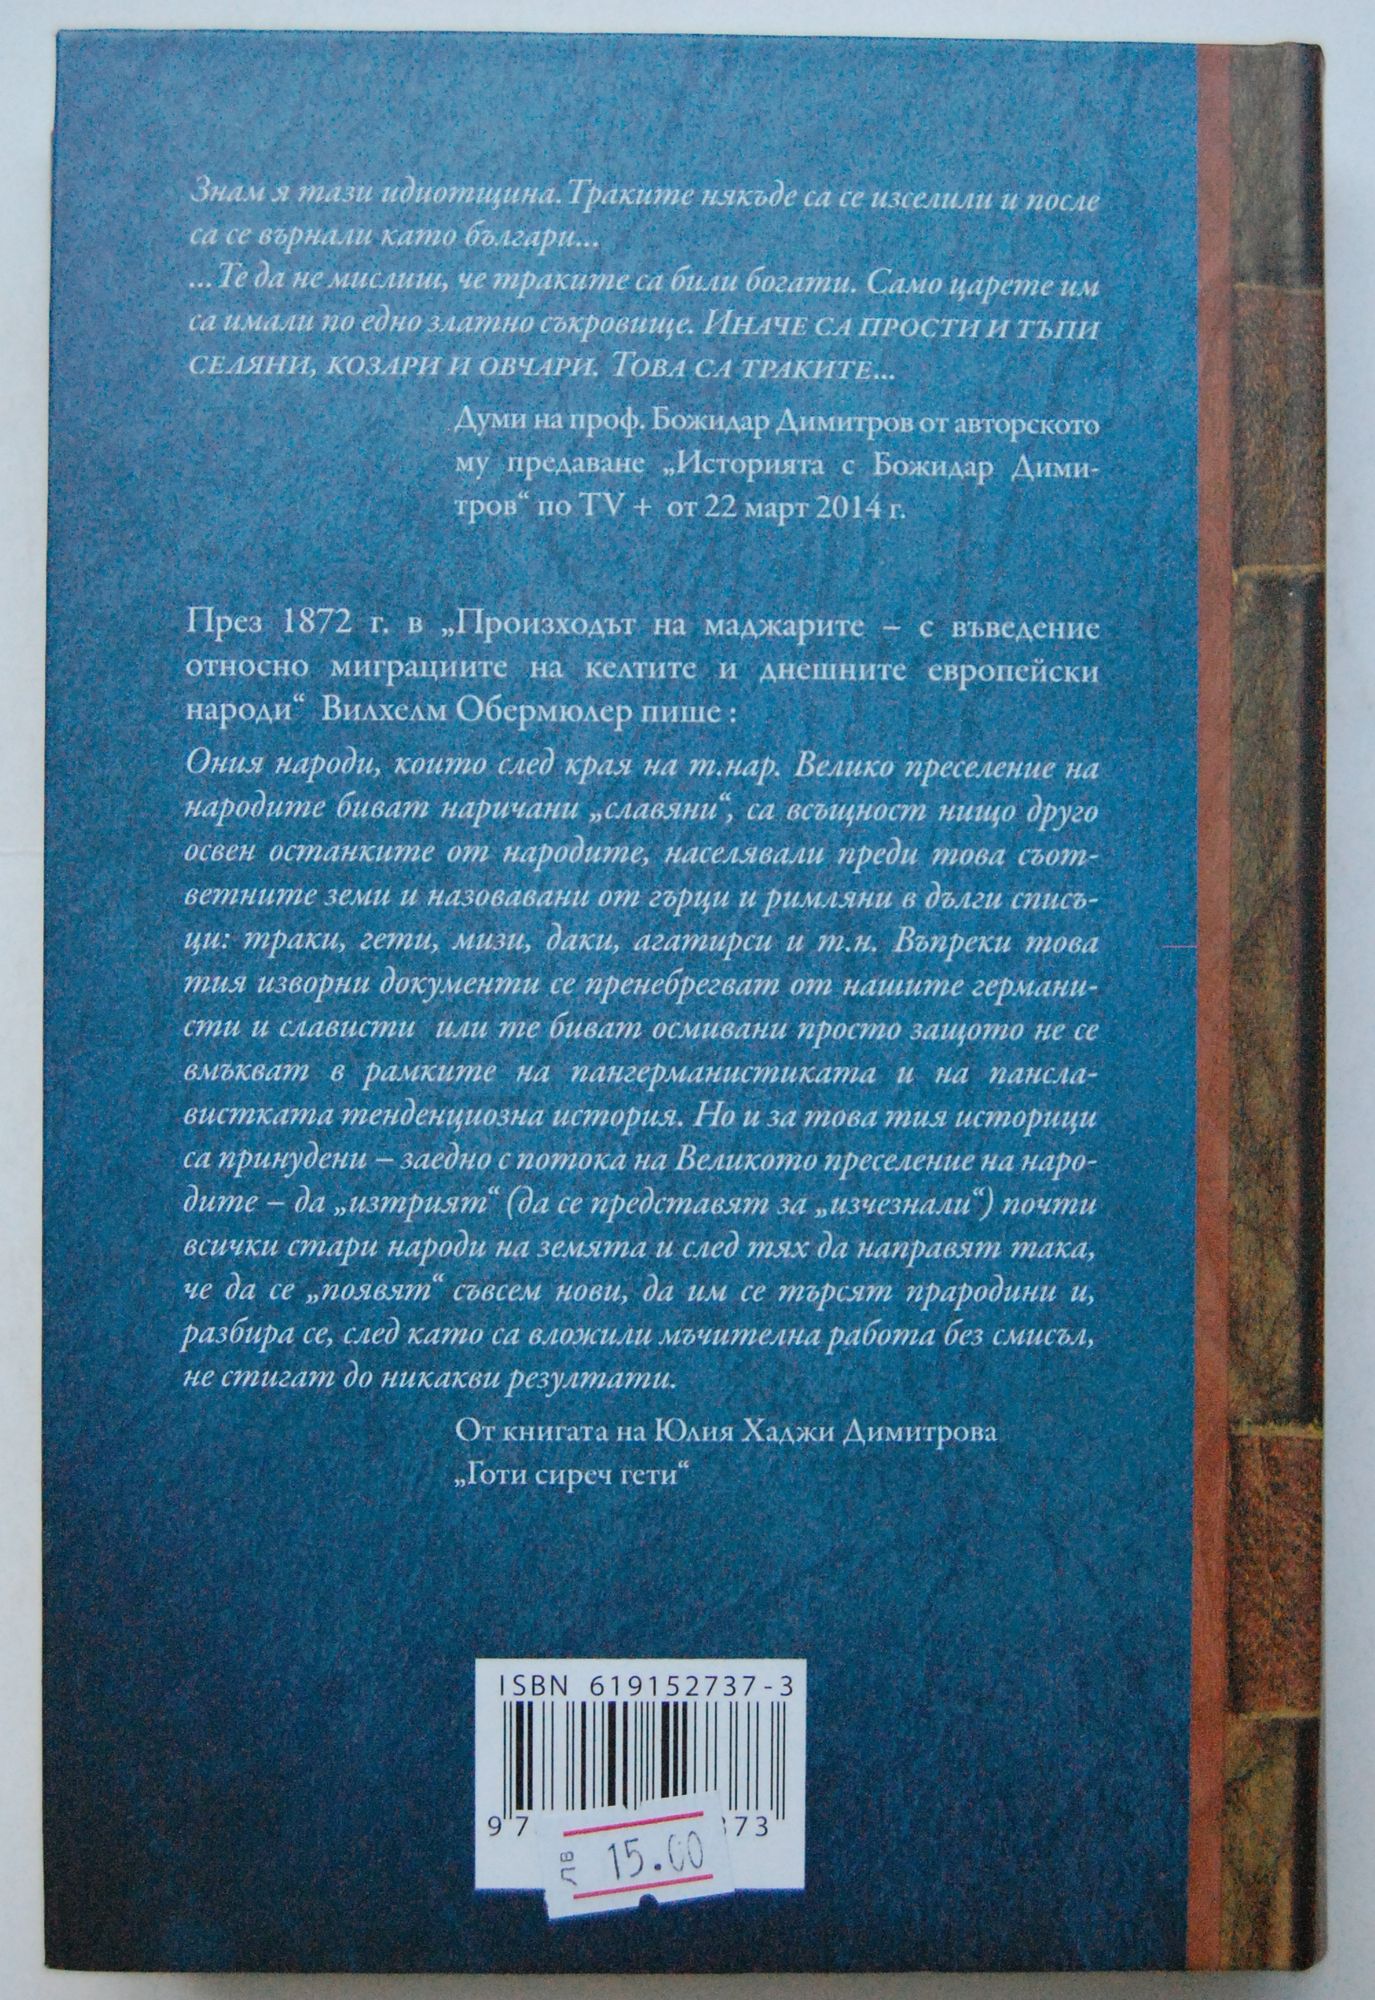 Знам я тази идиотщина. Траките някъде са се изселили и после
са се върнали като българи...
...Те да не мислиш, че траките са били богати. Само царете им
са имали по едно златно съкровище. Иначе са прости и тъпи
селяни, козари и овчари. Това са траките...
Думи на проф. Божидар Димитров от авторското
му предаване „Историята с Божидар Дими-
тров“ по TV + от 22 март 2014 г.
През 1872 г. в „Произходът на маджарите – с въведение
относно миграциите на келтите и днешните европейски
народи“ Вилхелм Обермюлер пише :
Ония народи, които след края на т.нар. Велико преселение на
народите биват наричани „славяни“, са всъщност нищо друго
освен останките от народите, населявали преди това съот-
ветните земи и назовавани от гърци и римляни в дълги списъ-
ци: траки, гети, мизи, даки, агатирси и т.н. Въпреки това
тия изворни документи се пренебрегват от нашите германи-
сти и слависти или те биват осмивани просто защото не се
вмъкват в рамките на пангерманистиката и на пансла-
вистката тенденциозна история. Но и за това тия историци
са принудени – заедно с потока на Великото преселение на наро-
дите – да „изтрият“ (да се представят за „изчезнали“) почти
всички стари народи на земята и след тях да направят така,
че да се „появят“ съвсем нови, да им се търсят прародини и,
разбира се, след като са вложили мъчителна работа без смисъл,
не стигат до никакви резултати.
От книгата на Юлия Хаджи Димитрова
„Готи сиреч гети“
ISBN 619152737-3
9 7 373
лв 15.00